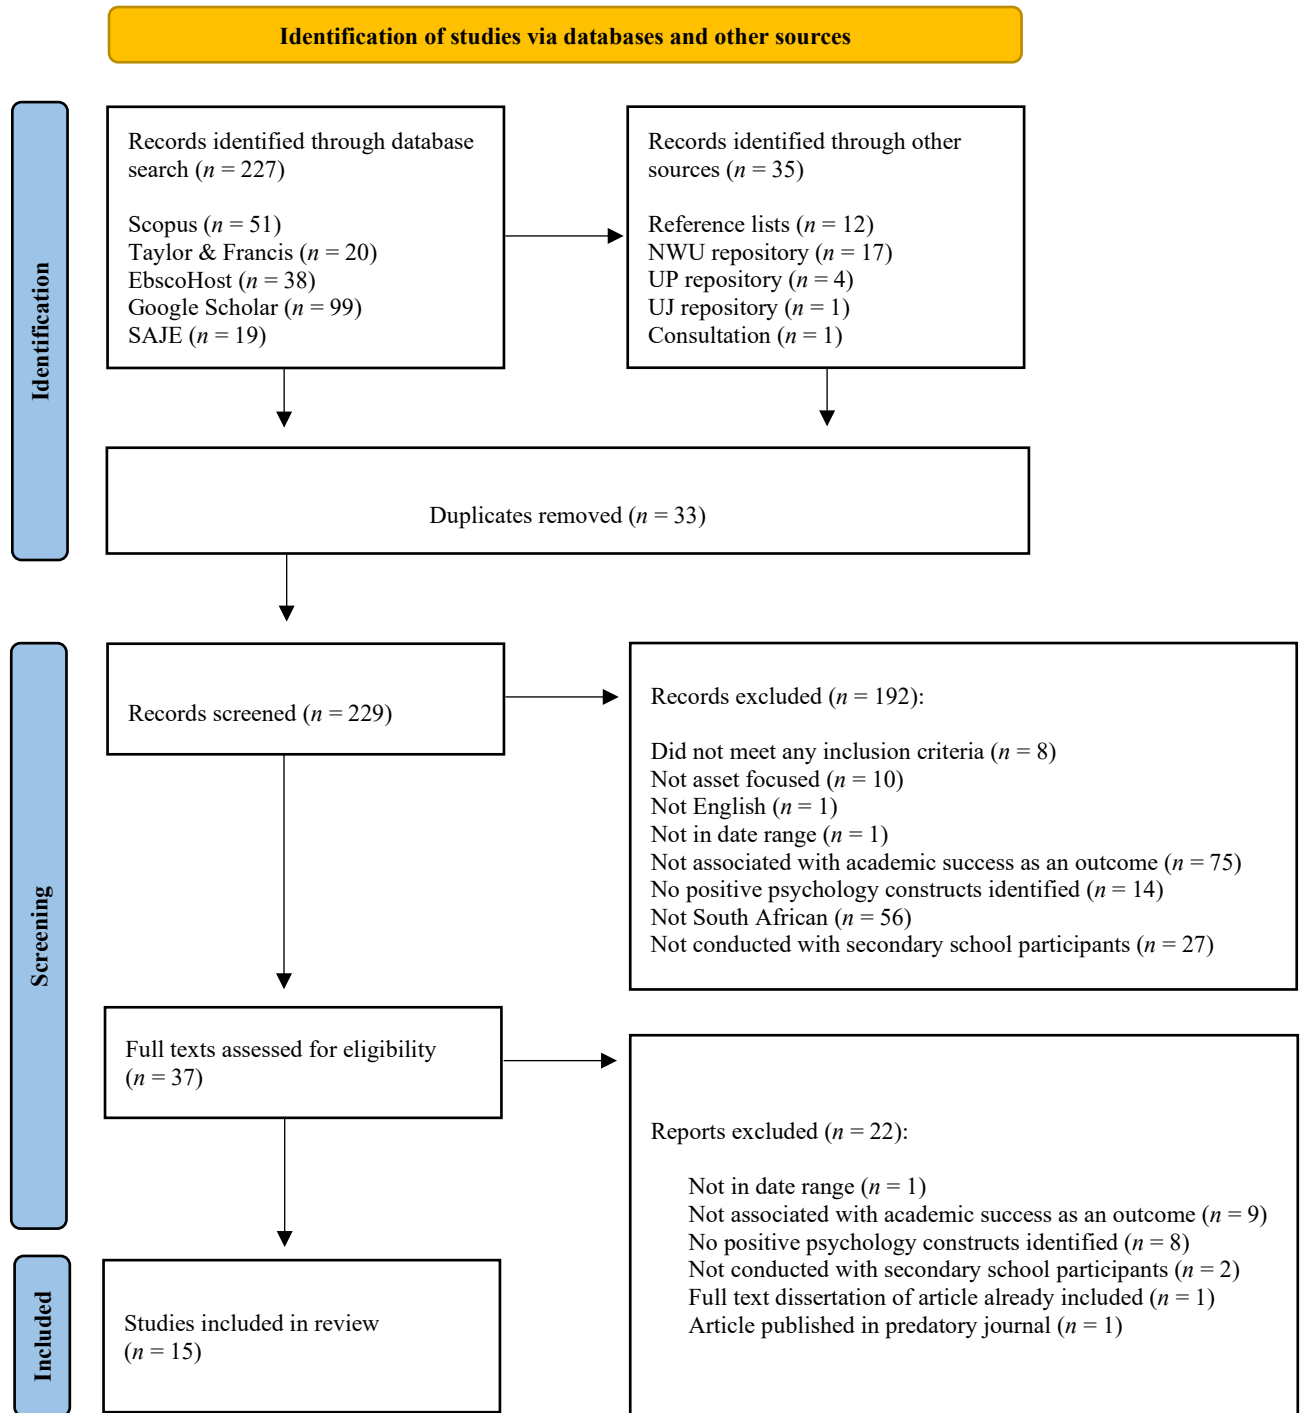 Identification of studies via databases and other sources
Identification
Records identified through database
search (n = 227)
Scopus (n = 51)
Taylor & Francis (n = 20)
EbscoHost (n = 38)
Google Scholar (n = 99)
SAJE (n = 19)
Records identified through other
sources (n = 35)
Reference lists (n = 12)
NWU repository (n = 17)
UP repository (n = 4)
UJ repository (n = 1)
Consultation (n = 1)
Duplicates removed (n = 33)
Screening
Records screened (n = 229)
Records excluded (n = 192):
Did not meet any inclusion criteria (n = 8)
Not asset focused (n = 10)
Not English (n = 1)
Not in date range (n = 1)
Not associated with academic success as an outcome (n = 75)
No positive psychology constructs identified (n = 14)
Not South African (n = 56)
Not conducted with secondary school participants (n = 27)
Full texts assessed for eligibility
(n = 37)
Reports excluded (n = 22):
Not in date range (n = 1)
Not associated with academic success as an outcome (n = 9)
No positive psychology constructs identified (n = 8)
Not conducted with secondary school participants (n = 2)
Full text dissertation of article already included (n = 1)
Article published in predatory journal (n = 1)
Included
Studies included in review
(n = 15)